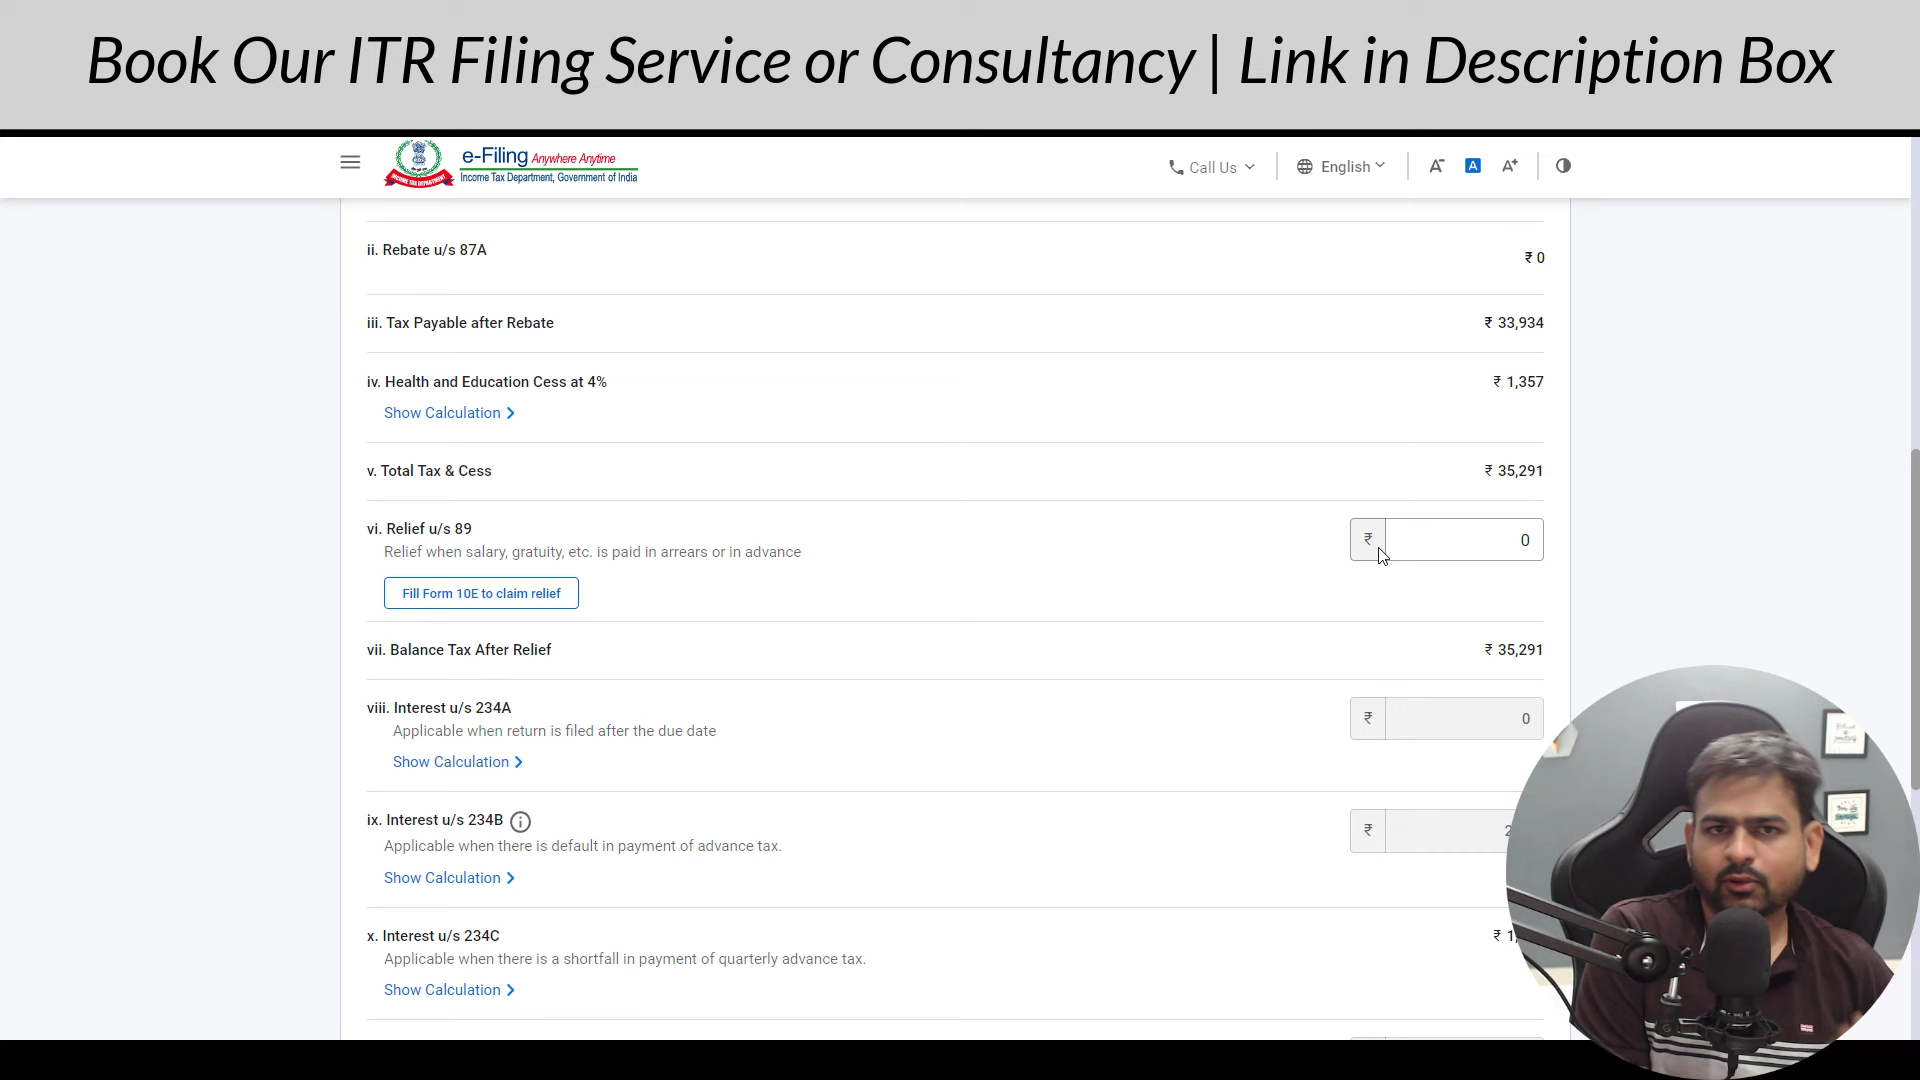 Book Our ITR Filing Service or Consultancy | Link in Description Box
e-Filing Anywhere Anytime
Income Tax Department, Government of India
INCOME TAX DEPARTMENT
Call Us
English
A-
A
A+
ii. Rebate u/s 87A
₹ 0
iii. Tax Payable after Rebate
₹ 33,934
iv. Health and Education Cess at 4%
₹ 1,357
Show Calculation
v. Total Tax & Cess
₹ 35,291
vi. Relief u/s 89
₹ 0
Relief when salary, gratuity, etc. is paid in arrears or in advance
Fill Form 10E to claim relief
vii. Balance Tax After Relief
₹ 35,291
viii. Interest u/s 234A
₹ 0
Applicable when return is filed after the due date
Show Calculation
ix. Interest u/s 234B
₹
Applicable when there is default in payment of advance tax.
Show Calculation
x. Interest u/s 234C
₹ 1,
Applicable when there is a shortfall in payment of quarterly advance tax.
Show Calculation